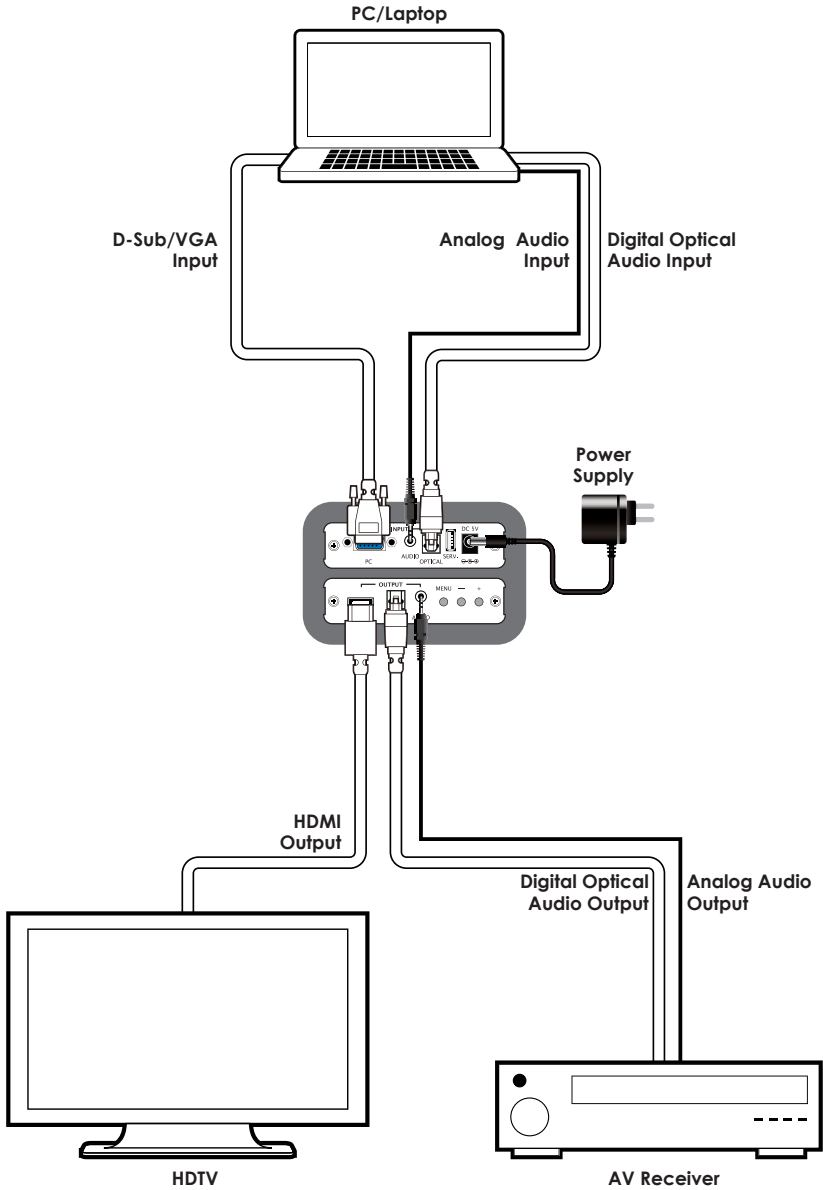 PC/Laptop
D-Sub/VGA
Input
Analog Audio
Input
Digital Optical
Audio Input
Power
Supply
INPUT
DC 5V
PC
AUDIO
OPTICAL
SERV.
OUTPUT
MENU — +
HDMI
Output
Digital Optical
Audio Output
Analog Audio
Output
HDTV
AV Receiver